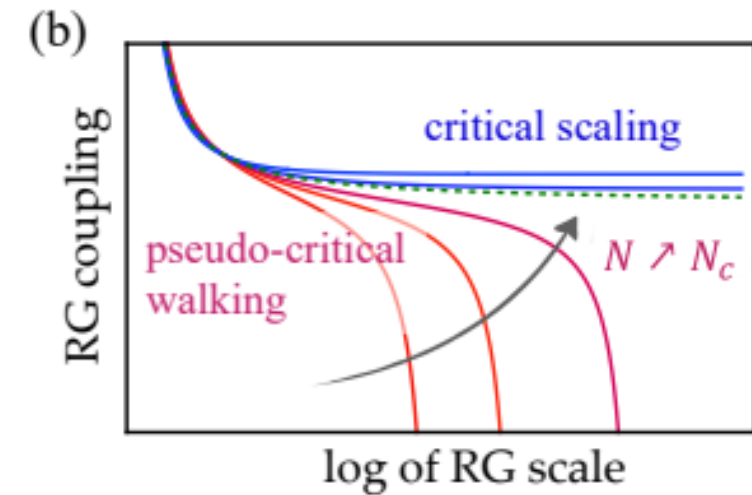 (b)
RG coupling
critical scaling
pseudo-critical
walking
N ↗ N_c
log of RG scale